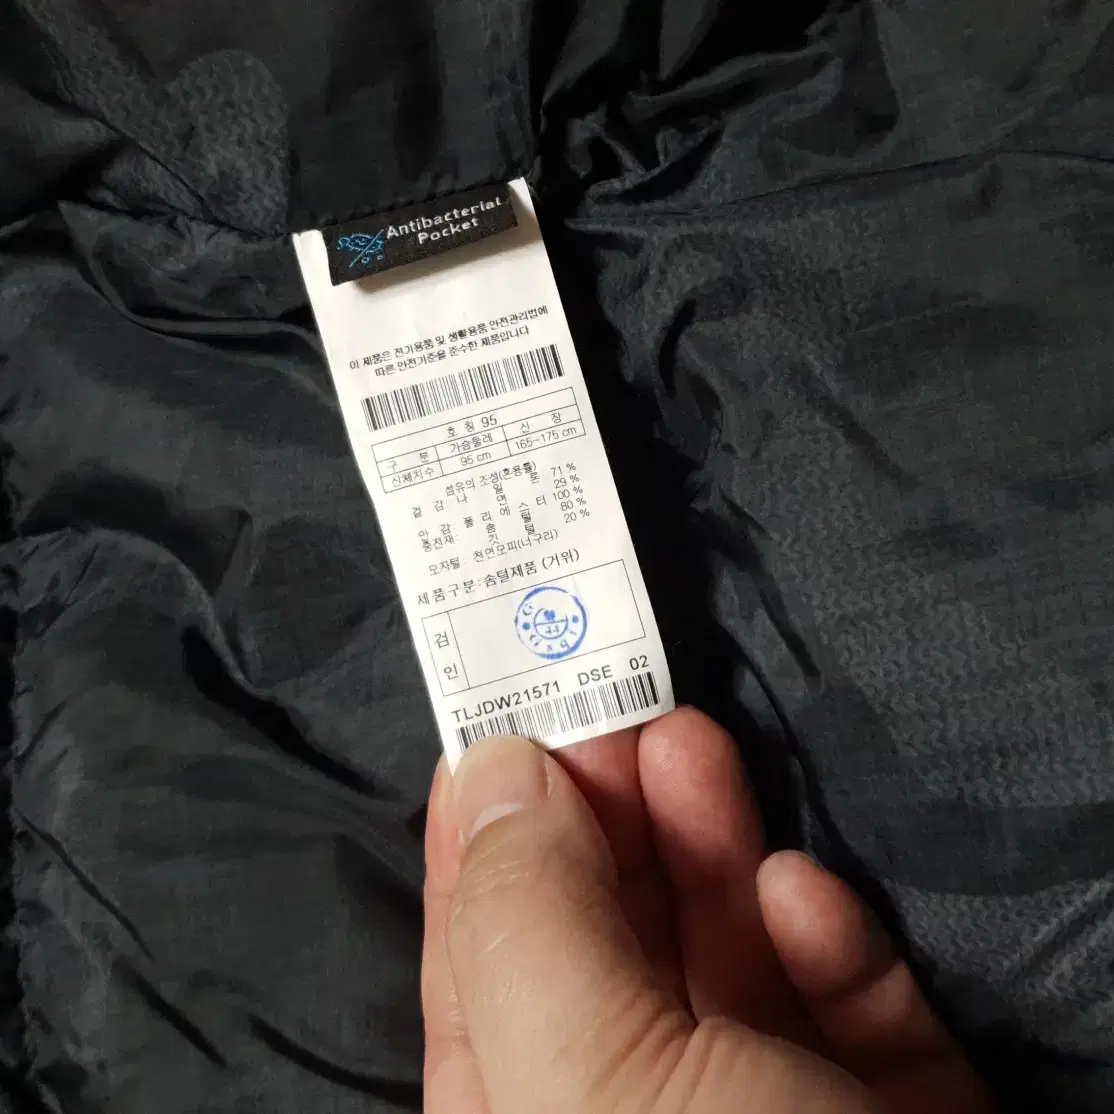 Antibacterial
Pocket
이 제품은 전기용품 및 생활용품 안전관리법에
따른 안전기준을 준수한 제품입니다
호 칭 95
구 분 가슴둘레 신 장
신체치수 95 cm 165~175 cm
섬유의 조성(혼용률)
겉 감: 나 일 론 71 %
면 29 %
안 감: 폴 리 에 스 터 100 %
충전재: 솜 털 80 %
깃 털 20 %
모자털 천연모피(너구리)
제품구분:솜털제품 (거위)
검
인
TLJDW21571 DSE 02